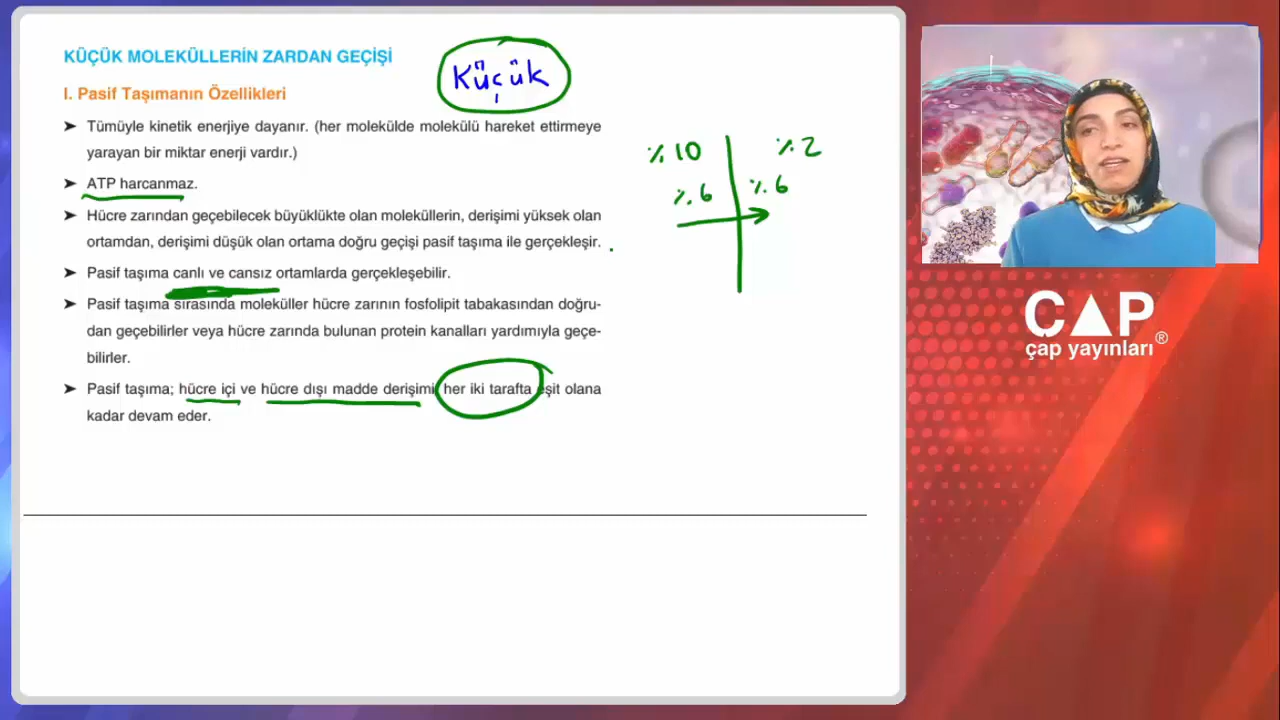 KÜÇÜK MOLEKÜLLERİN ZARDAN GEÇİŞİ
Küçük
I. Pasif Taşımanın Özellikleri
➤ Tümüyle kinetik enerjiye dayanır. (her molekülde molekülü hareket ettirmeye
yarayan bir miktar enerji vardır.)
➤ ATP harcanmaz.
➤ Hücre zarından geçebilecek büyüklükte olan moleküllerin, derişimi yüksek olan
ortamdan, derişimi düşük olan ortama doğru geçişi pasif taşıma ile gerçekleşir.
➤ Pasif taşıma canlı ve cansız ortamlarda gerçekleşebilir.
➤ Pasif taşıma sırasında moleküller hücre zarının fosfolipit tabakasından doğru-
dan geçebilirler veya hücre zarında bulunan protein kanalları yardımıyla geçe-
bilirler.
➤ Pasif taşıma; hücre içi ve hücre dışı madde derişimi her iki tarafta eşit olana
kadar devam eder.
%10 %2
%6 %6
ÇAP
çap yayınları®